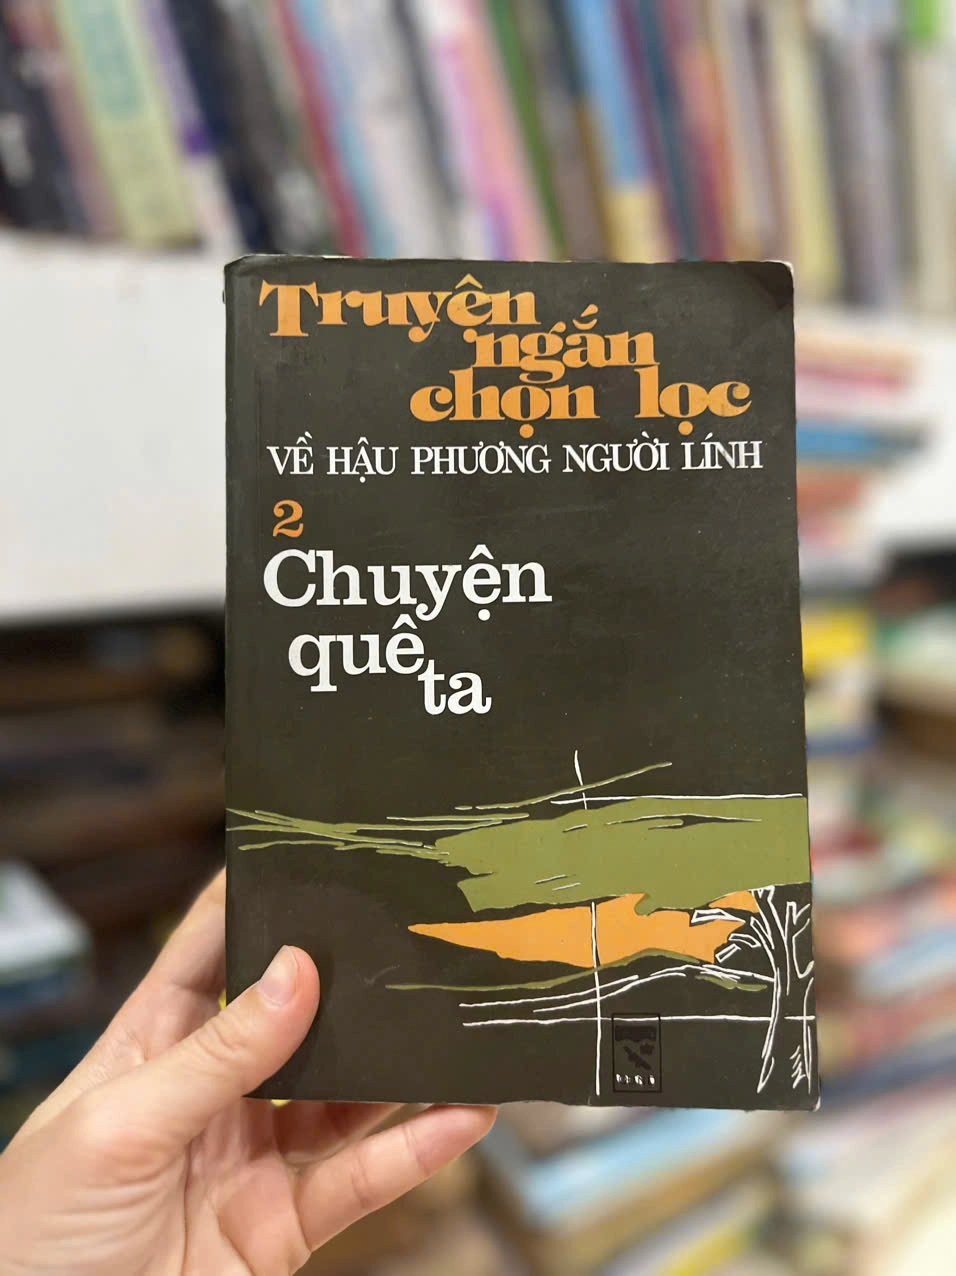 Truyện
ngắn
chọn lọc
VỀ HẬU PHƯƠNG NGƯỜI LÍNH
2
Chuyện
quê
ta